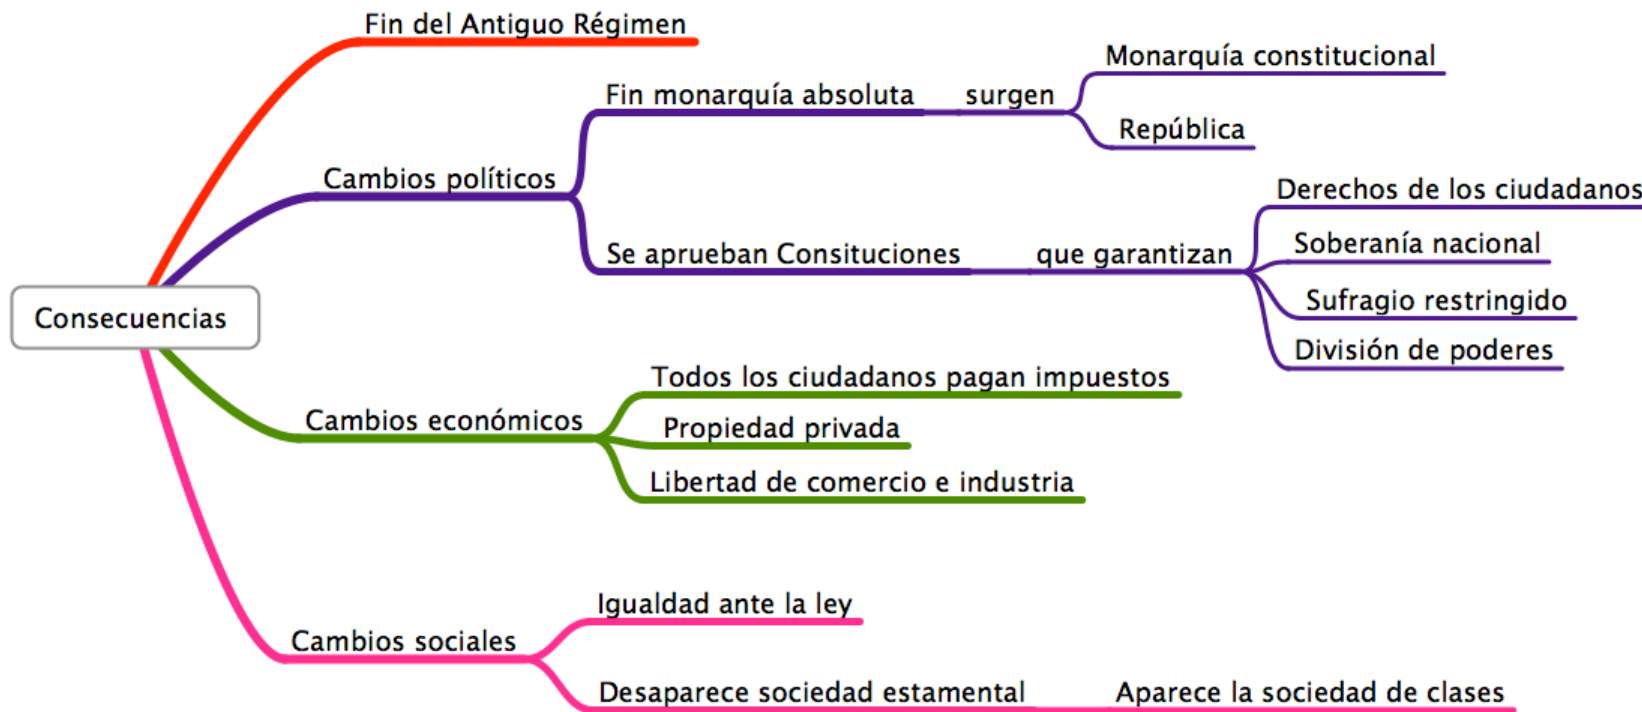 Fin del Antiguo Régimen
Monarquía constitucional
Fin monarquía absoluta
surgen
República
Cambios políticos
Derechos de los ciudadanos
Se aprueban Consituciones
que garantizan
Soberanía nacional
Sufragio restringido
División de poderes
Consecuencias
Todos los ciudadanos pagan impuestos
Cambios económicos
Propiedad privada
Libertad de comercio e industria
Igualdad ante la ley
Cambios sociales
Desaparece sociedad estamental
Aparece la sociedad de clases